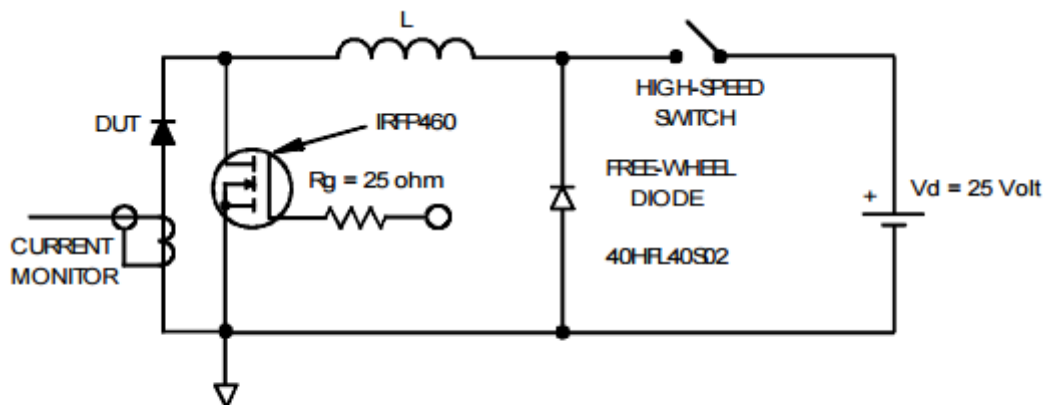 L
HIGH-SPEED
SWITCH
DUT
IRFP460
Rg = 25 ohm
FREE-WHEEL
DIODE
+
Vd = 25 Volt
CURRENT
MONITOR
40HFL40S02